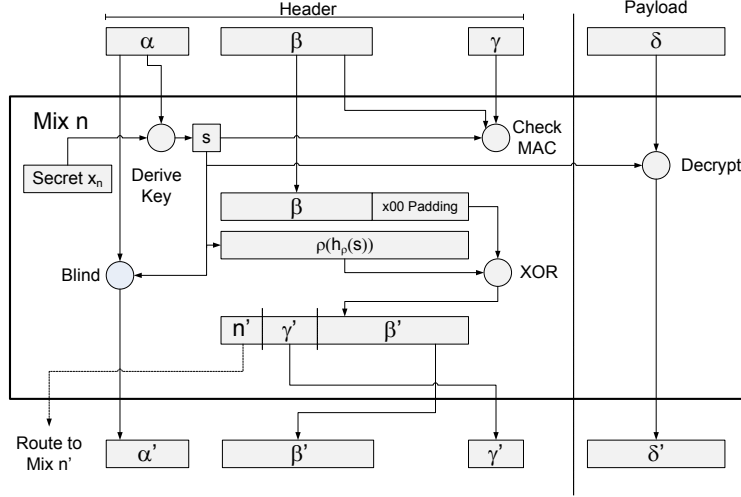 Header
Payload
α
β
γ
δ
Mix n
s
Check
MAC
Secret xₙ
Derive
Key
Decrypt
β
x00 Padding
ρ(hρ(s))
Blind
XOR
n’
γ’
β’
Route to
Mix n’
α’
β’
γ’
δ’